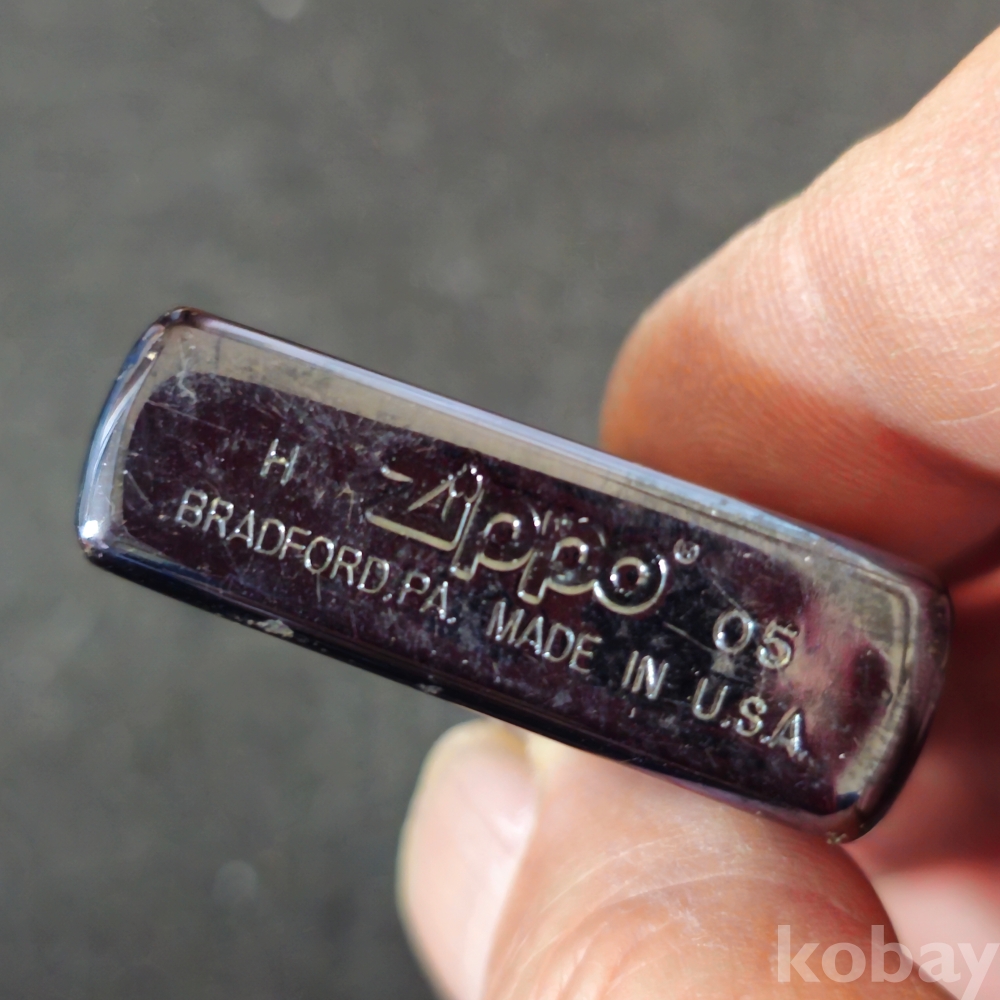 H Zippo® 05
BRADFORD, PA. MADE IN U.S.A.
kobay